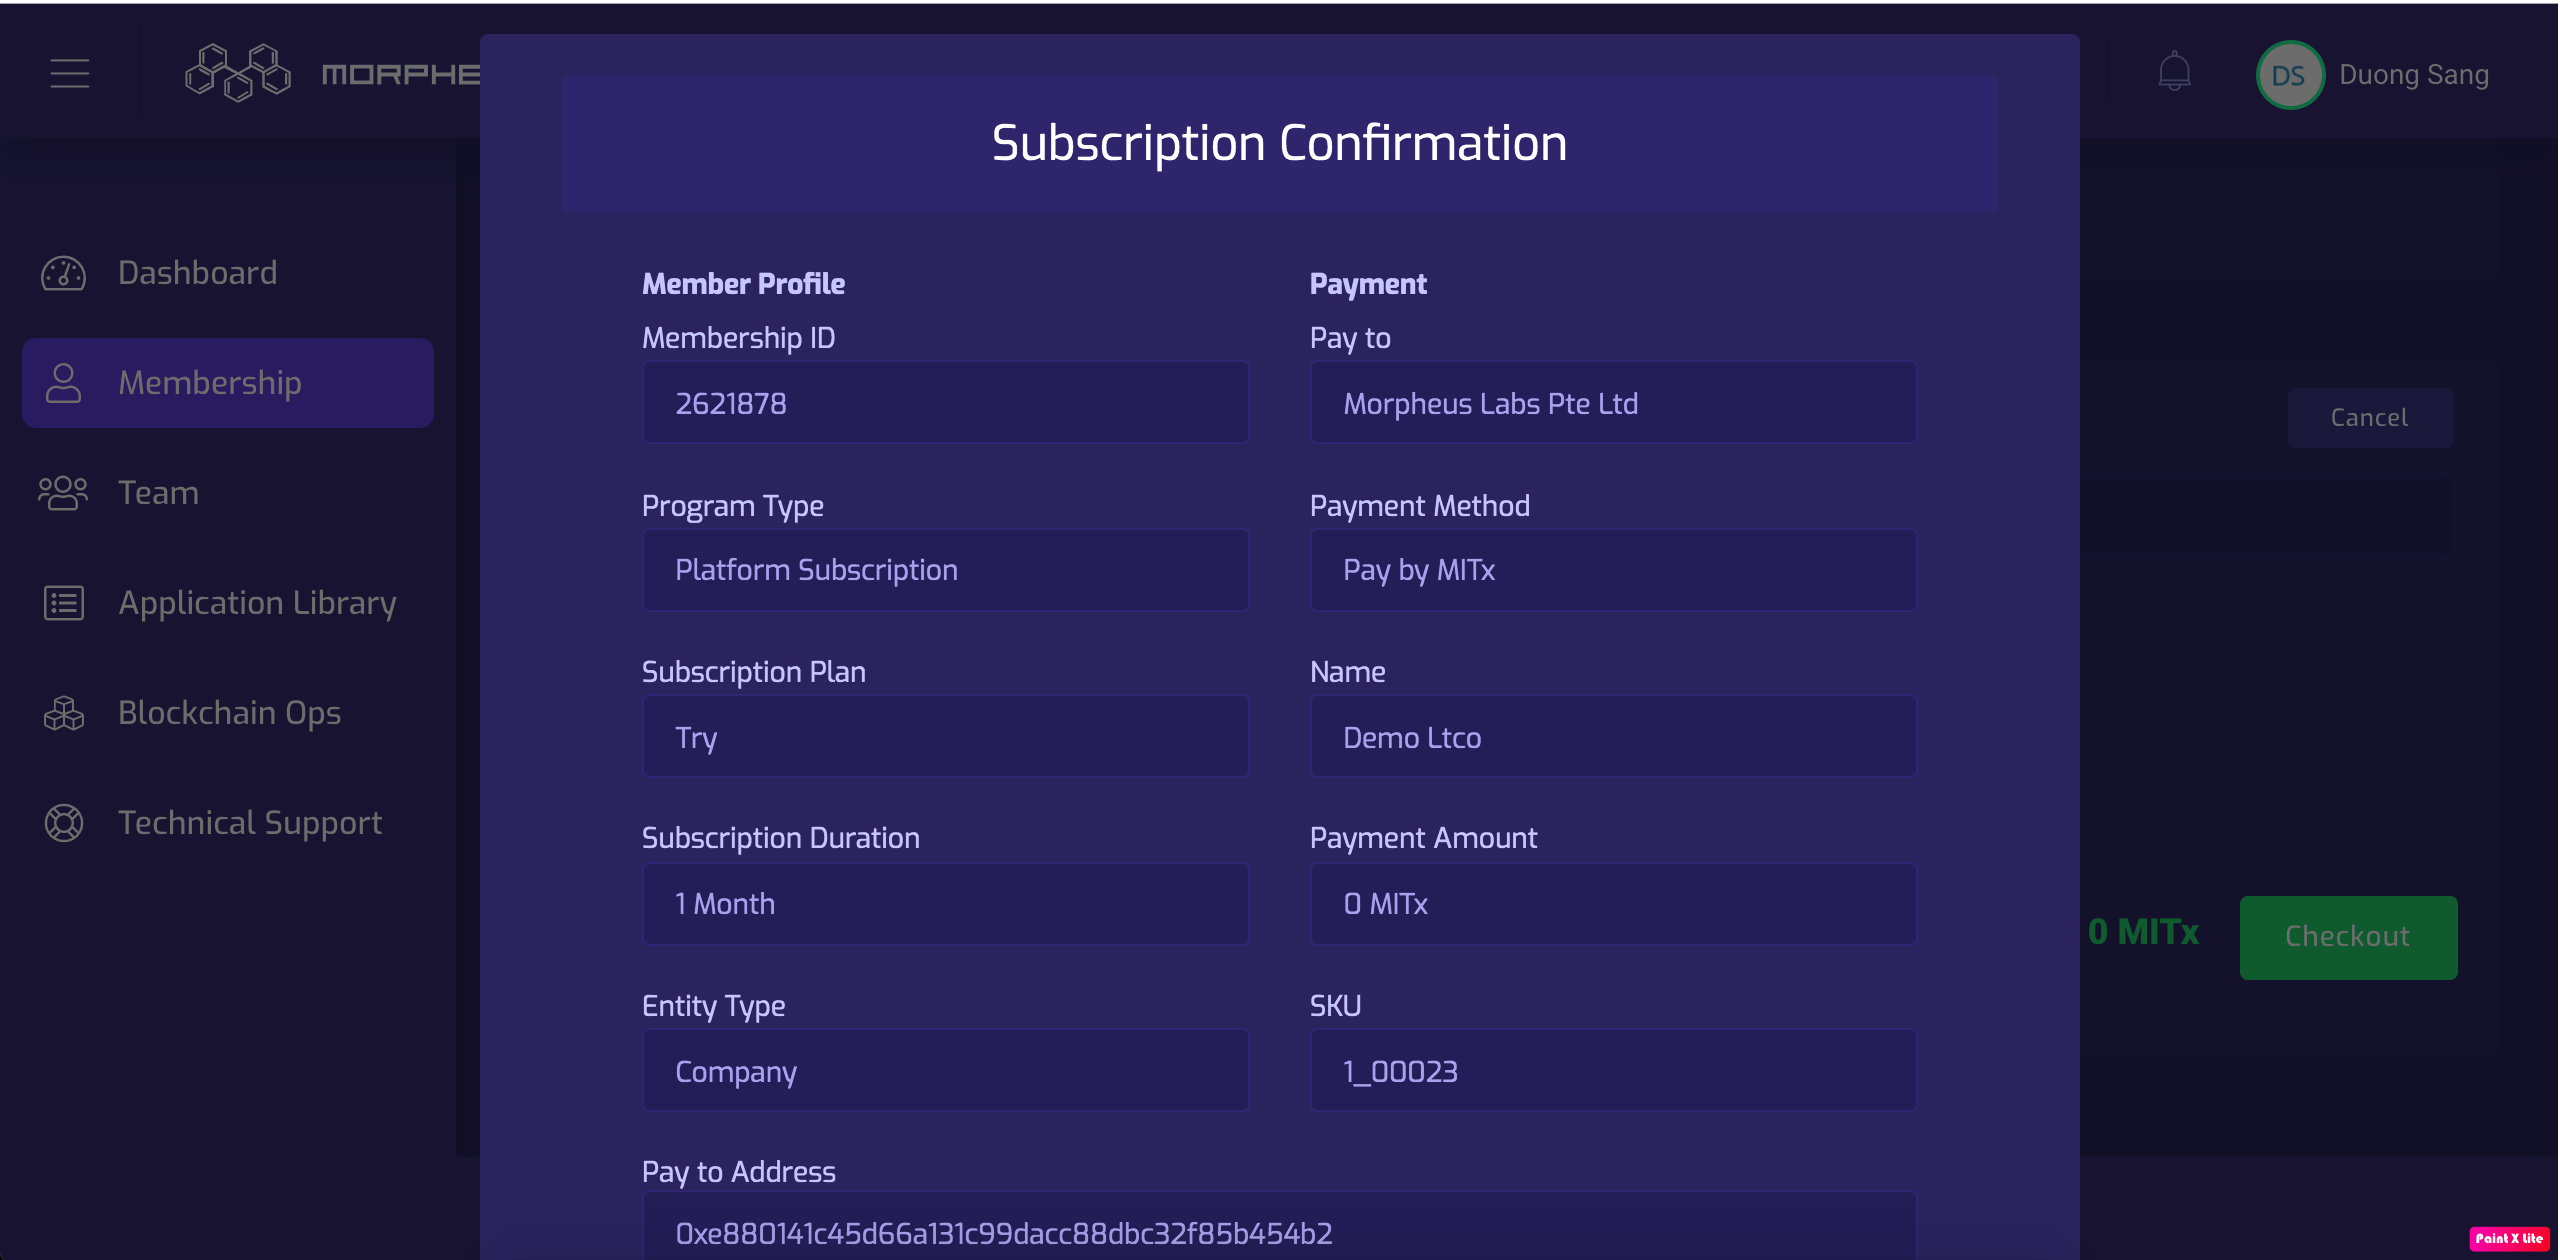 MORPHE
DS
Duong Sang
Dashboard
Membership
Team
Application Library
Blockchain Ops
Technical Support
Subscription Confirmation
Member Profile
Membership ID
2621878
Program Type
Platform Subscription
Subscription Plan
Try
Subscription Duration
1 Month
Entity Type
Company
Payment
Pay to
Morpheus Labs Pte Ltd
Payment Method
Pay by MITx
Name
Demo Ltco
Payment Amount
0 MITx
SKU
1_00023
Pay to Address
0xe880141c45d66a131c99dacc88dbc32f85b454b2
Cancel
0 MITx
Checkout
Paint X Lite